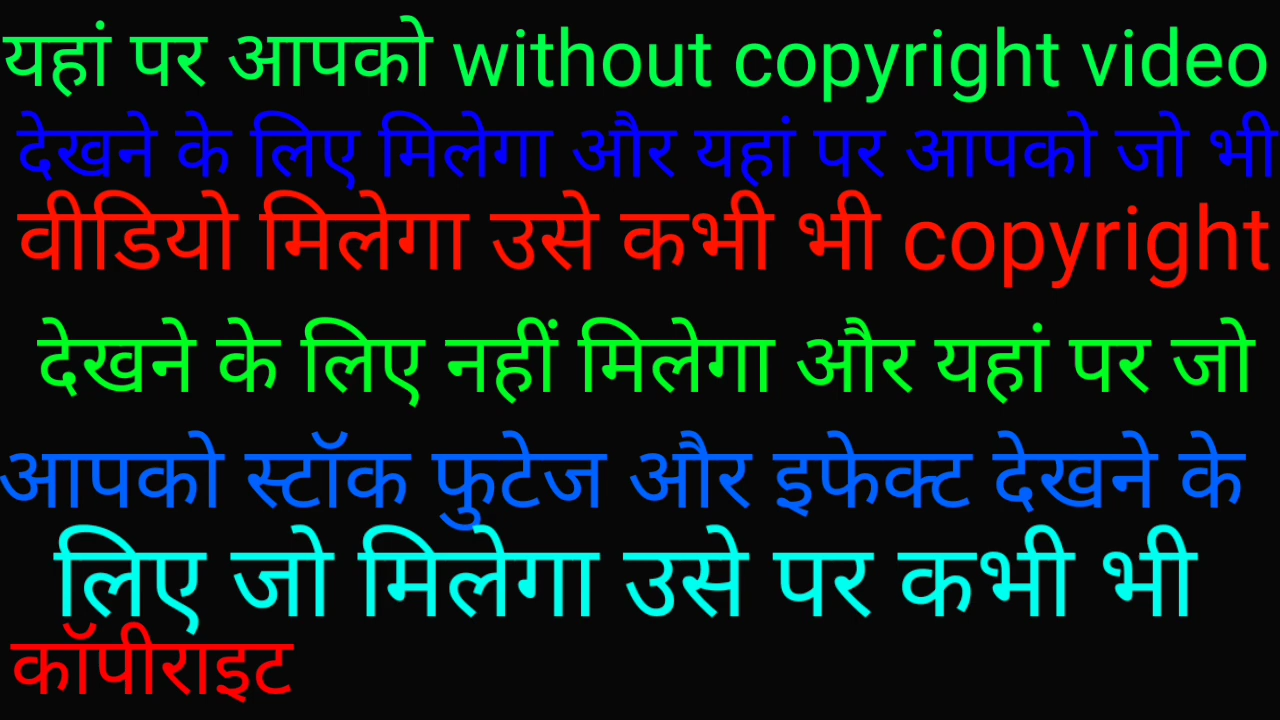 यहां पर आपको without copyright video
देखने के लिए मिलेगा और यहां पर आपको जो भी
वीडियो मिलेगा उसे कभी भी copyright
देखने के लिए नहीं मिलेगा और यहां पर जो
आपको स्टॉक फुटेज और इफेक्ट देखने के
लिए जो मिलेगा उसे पर कभी भी
कॉपीराइट